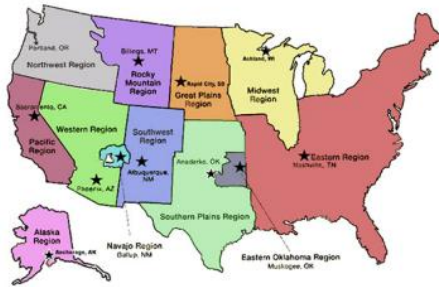 Portland, OR
Northwest Region
Billings, MT
Rocky
Mountain
Region
Rapid City, SD
Great Plains
Region
Ashland, WI
Midwest
Region
Sacramento, CA
Pacific
Region
Western Region
Phoenix, AZ
Southwest
Region
Albuquerque,
NM
Anadarko, OK
Southern Plains Region
Eastern Region
Nashville, TN
Navajo Region
Gallup, NM
Eastern Oklahoma
Region
Muskogee, OK
Alaska
Region
Anchorage, AK